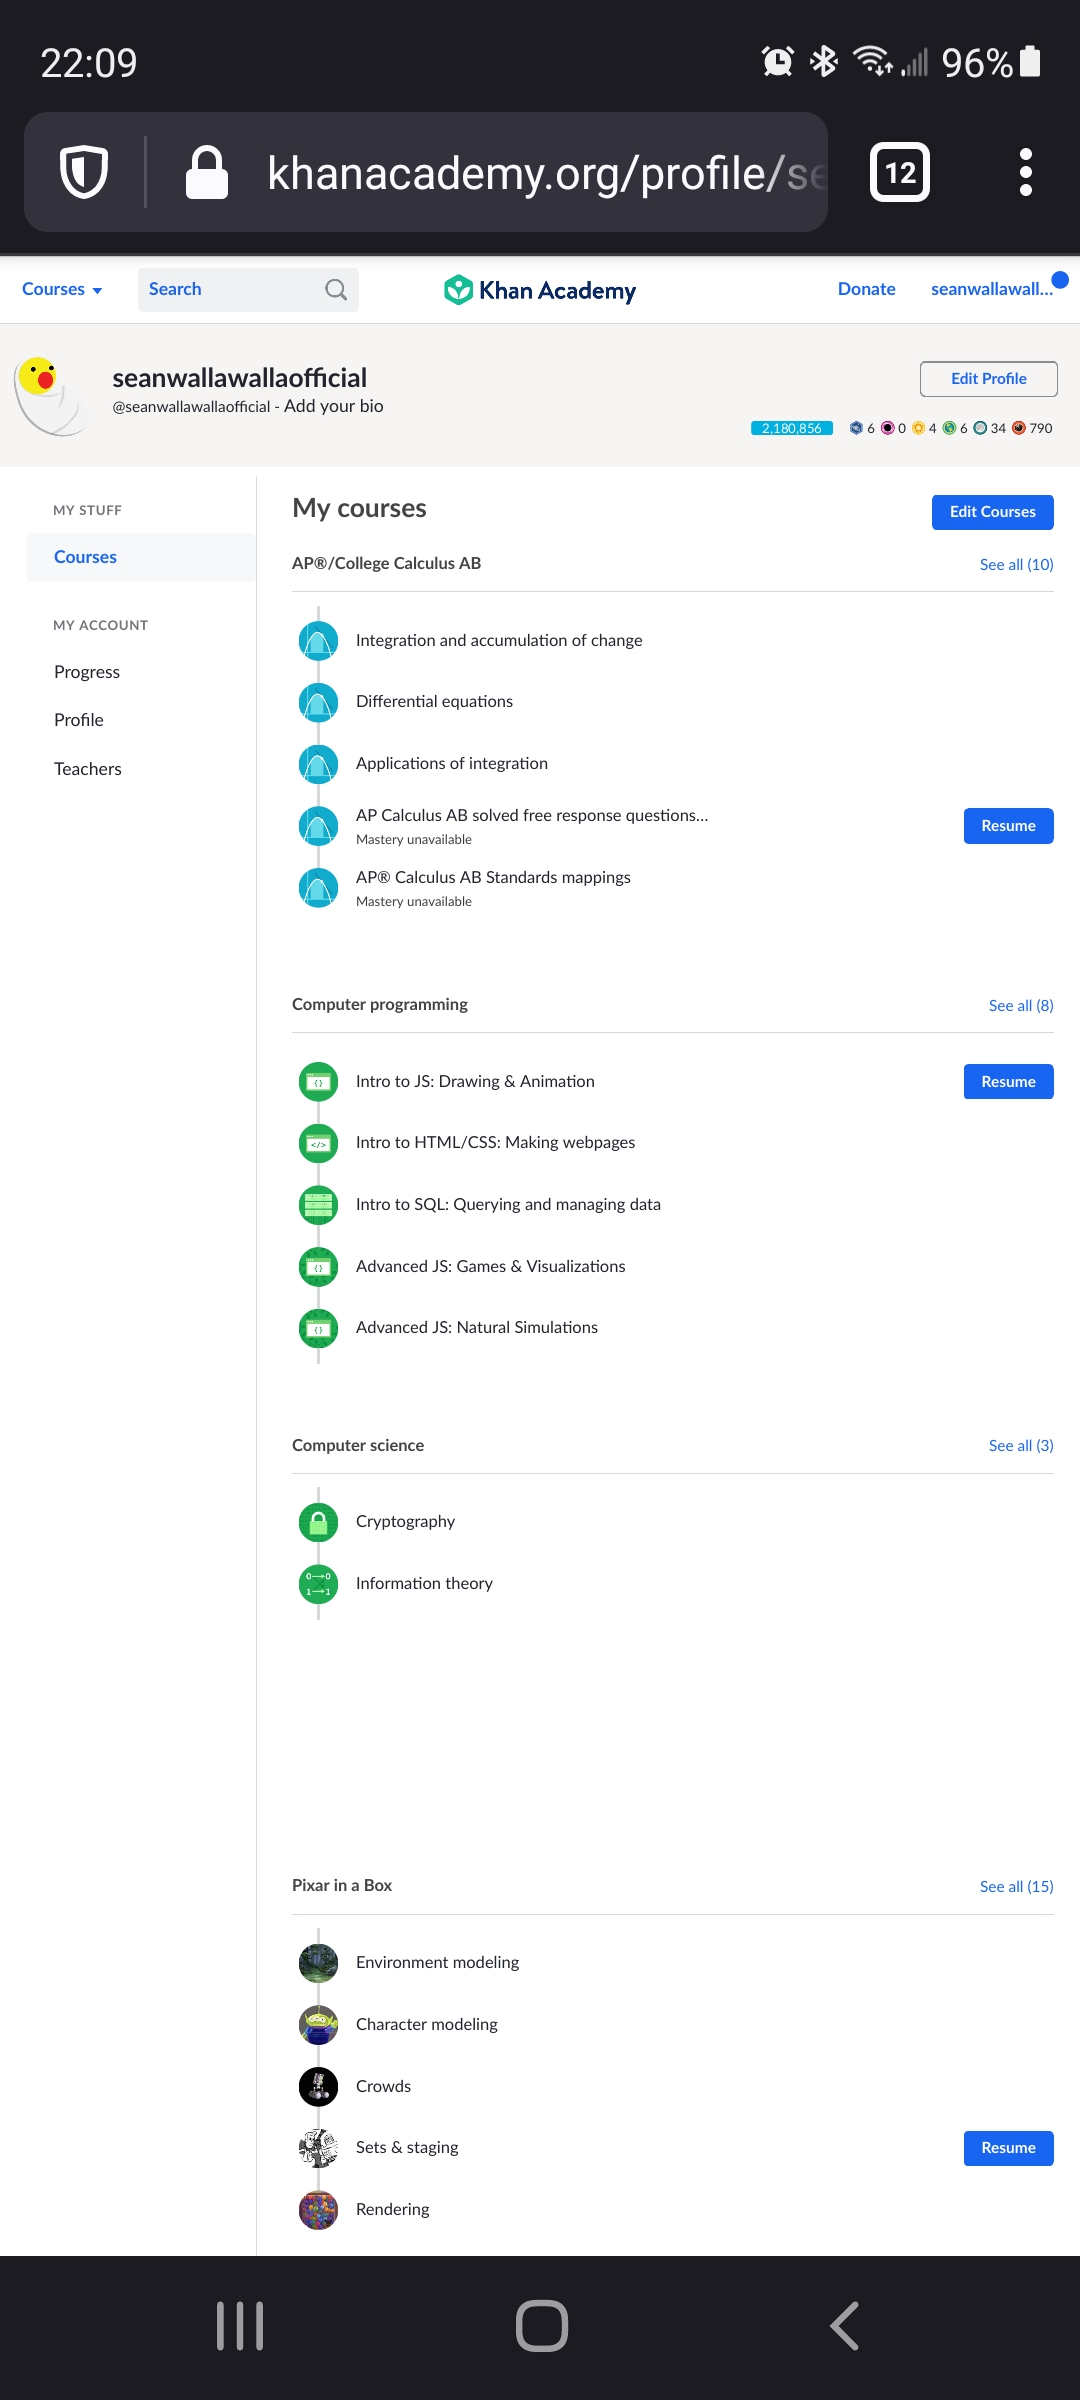 22:09
96%
khanacademy.org/profile/se
12
Courses
Search
Khan Academy
Donate
seanwallawall...
seanwallawallaofficial
@seanwallawallaofficial - Add your bio
Edit Profile
2,180,856 6 0 4 6 34 790
MY STUFF
Courses
MY ACCOUNT
Progress
Profile
Teachers
My courses
Edit Courses
AP®/College Calculus AB
See all (10)
Integration and accumulation of change
Differential equations
Applications of integration
AP Calculus AB solved free response questions...
Mastery unavailable
Resume
AP® Calculus AB Standards mappings
Mastery unavailable
Computer programming
See all (8)
Intro to JS: Drawing & Animation
Resume
Intro to HTML/CSS: Making webpages
Intro to SQL: Querying and managing data
Advanced JS: Games & Visualizations
Advanced JS: Natural Simulations
Computer science
See all (3)
Cryptography
Information theory
Pixar in a Box
See all (15)
Environment modeling
Character modeling
Crowds
Sets & staging
Resume
Rendering